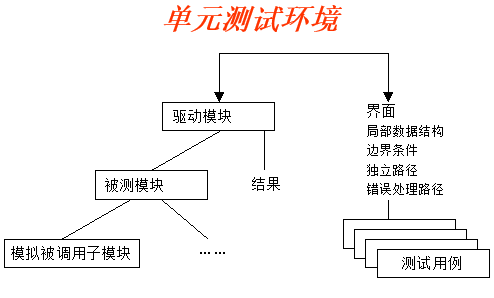 单元测试环境
驱动模块
界面
局部数据结构
边界条件
独立路径
错误处理路径
被测模块
结果
模拟被调用子模块
… …
测试用例